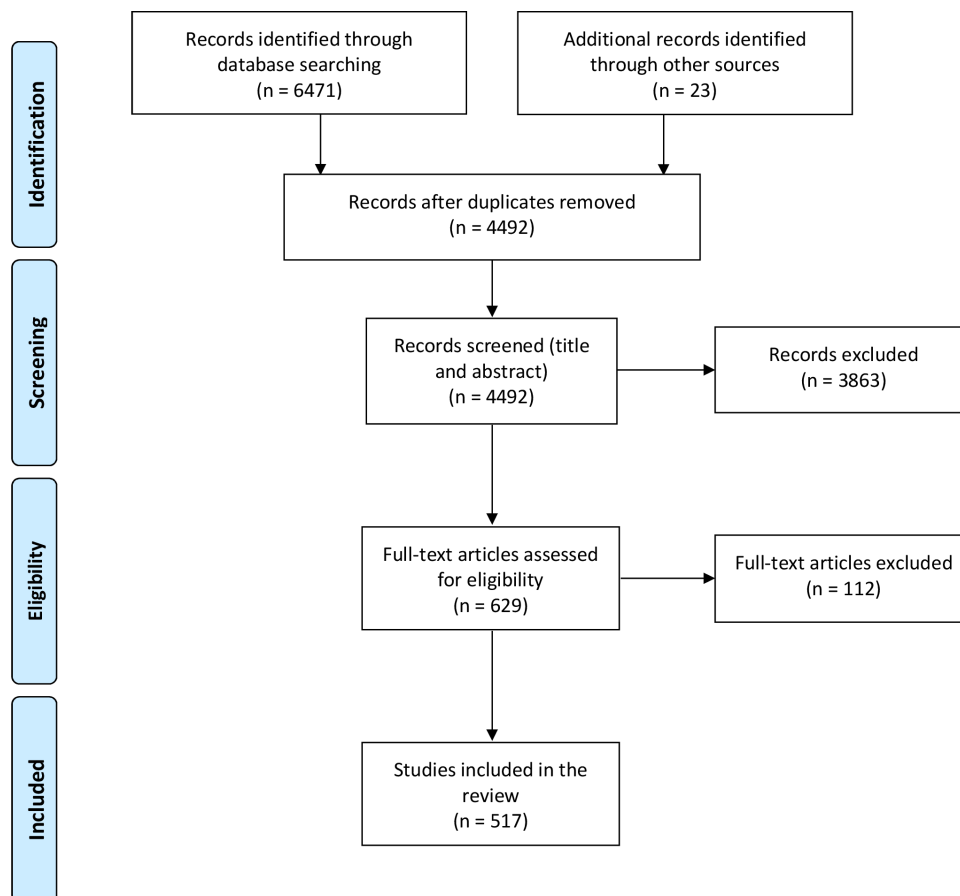 Identification
Records identified through
database searching
(n = 6471)
Additional records identified
through other sources
(n = 23)
Records after duplicates removed
(n = 4492)
Screening
Records screened (title
and abstract)
(n = 4492)
Records excluded
(n = 3863)
Eligibility
Full-text articles assessed
for eligibility
(n = 629)
Full-text articles excluded
(n = 112)
Included
Studies included in the
review
(n = 517)